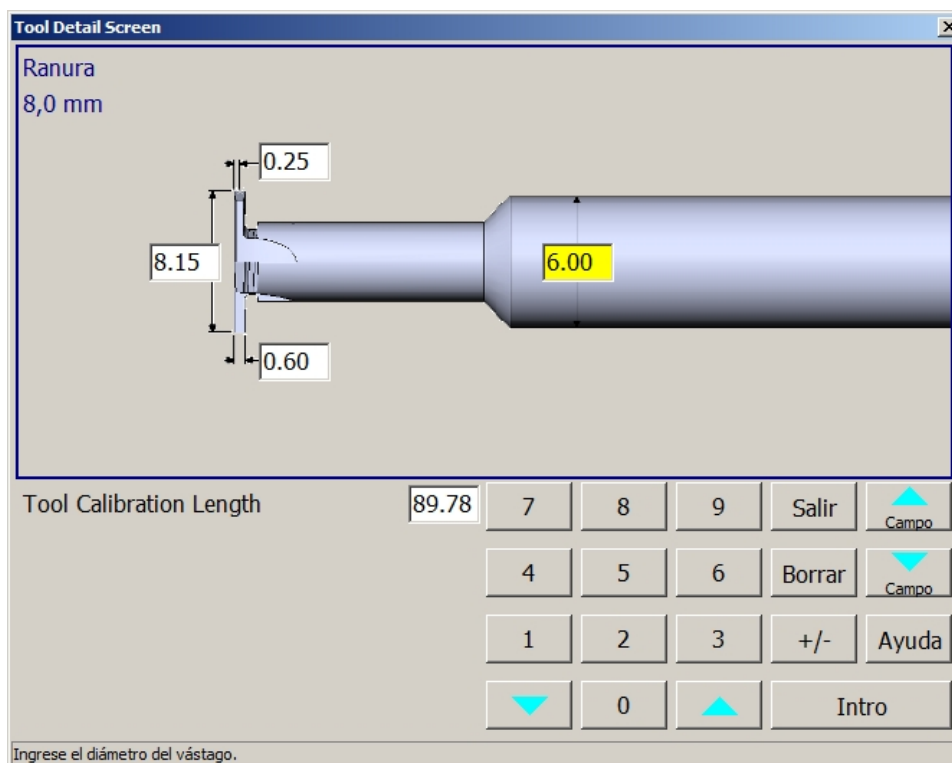 Tool Detail Screen
Ranura
8,0 mm
0.25
8.15
6.00
0.60
Tool Calibration Length 89.78
7 8 9 Salir Campo
4 5 6 Borrar Campo
1 2 3 +/- Ayuda
0 Intro
Ingrese el diámetro del vástago.